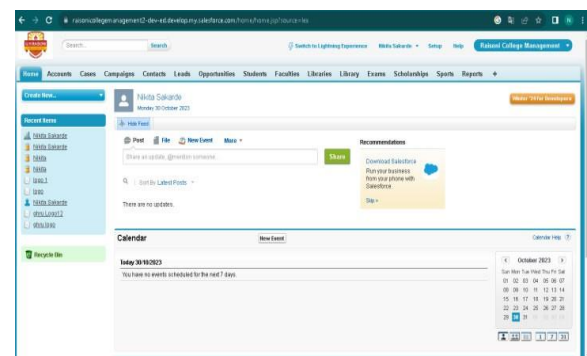 raisonicollegemanagement2-dev-ed.develop.my.salesforce.com/home/home.jsp?source=lex
Search... Search Switch to Lightning Experience Nikita Sakarde Setup Help Raisoni College Management
Home Accounts Cases Campaigns Contacts Leads Opportunities Students Faculties Libraries Library Exams Scholarships Sports Reports +
Create New...
Nikita Sakarde
Monday 30 October 2023
Recent Items
Hide Feed
Nikita Sakarde
Nikita Sakarde
Nikita
Nikita
logo 1
logo
Nikita Sakarde
ghru Logo12
ghru logo
Recycle Bin
Post File New Event More
Share an update, @mention someone...
Share
Sort By Latest Posts
There are no updates.
Recommendations
Download Salesforce
Run your business
from your phone with
Salesforce.
Skip
Calendar New Event Calendar Help ?
Today 30/10/2023
You have no events scheduled for the next 7 days.
October 2023
Sun Mon Tue Wed Thu Fri Sat
01 02 03 04 05 06 07
08 09 10 11 12 13 14
15 16 17 18 19 20 21
22 23 24 25 26 27 28
29 30 31
1 7 31